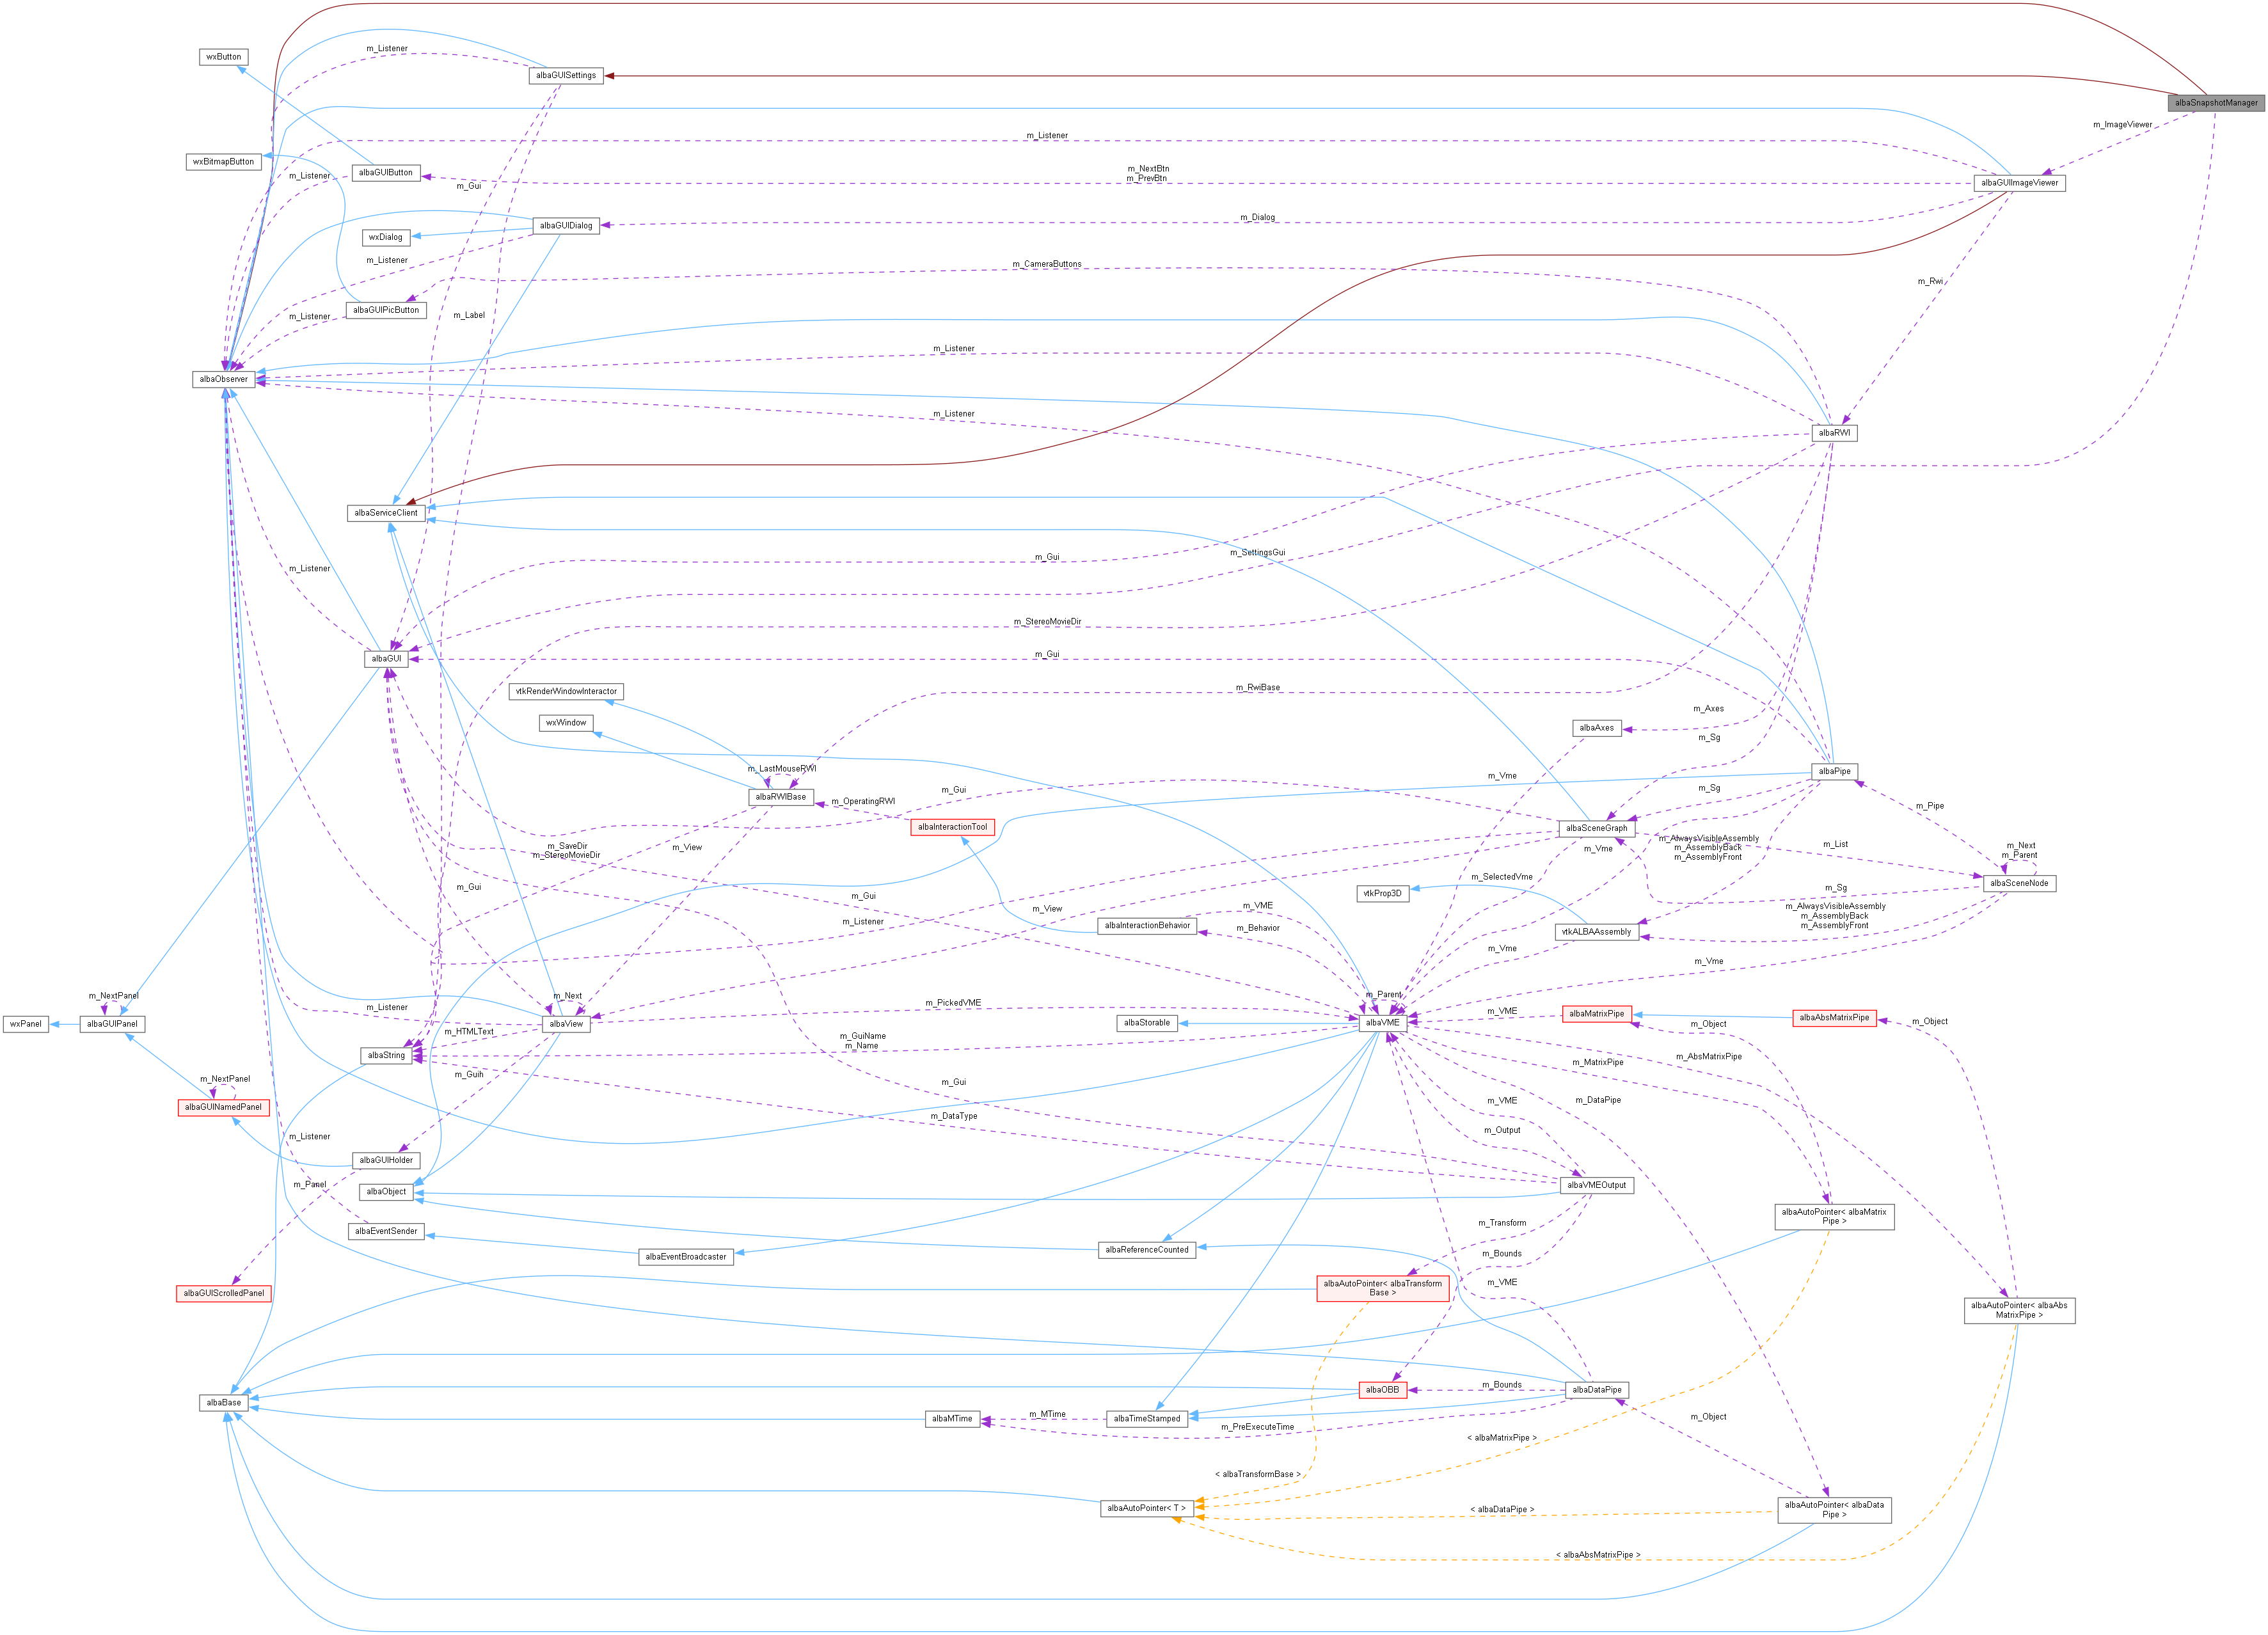 m_Listener
wxButton
albaGUISettings
albaSnapshotManager
m_ImageViewer
m_Listener
wxBitmapButton
albaGUIButton
m_Listener
m_Gui
m_NextBtn
m_PrevBtn
albaGUIImageViewer
m_Dialog
albaGUIDialog
wxDialog
m_Listener
m_CameraButtons
m_Rwi
albaGUIPicButton
m_Listener
m_Label
m_Listener
albaObserver
m_Listener
albaRWI
albaServiceClient
m_Listener
m_Gui
m_SettingsGui
m_StereoMovieDir
albaGUI
m_Gui
vtkRenderWindowInteractor
m_RwiBase
wxWindow
albaAxes
m_Axes
m_Sg
m_LastMouseRWI
albaRWIBase
m_OperatingRWI
m_Gui
m_Vme
albaPipe
m_Sg
m_Pipe
albaInteractionTool
albaSceneGraph
m_SaveDir
m_StereoMovieDir
m_View
m_Vme
m_AlwaysVisibleAssembly
m_AssemblyBack
m_AssemblyFront
m_List
m_Next
m_Parent
albaSceneNode
m_Gui
m_Gui
m_SelectedVme
vtkProp3D
m_Sg
m_Listener
m_View
m_VME
albaInteractionBehavior
m_Behavior
vtkALBAAssembly
m_AlwaysVisibleAssembly
m_AssemblyBack
m_AssemblyFront
m_Vme
m_Vme
m_NextPanel
wxPanel
albaGUIPanel
m_Listener
m_Next
albaView
m_PickedVME
m_Parent
albaStorable
albaVME
m_VME
albaMatrixPipe
albaAbsMatrixPipe
m_Object
m_Object
m_HTMLText
albaString
m_GuiName
m_Name
m_AbsMatrixPipe
m_MatrixPipe
m_NextPanel
albaGUINamedPanel
m_Guih
m_Gui
m_VME
m_DataPipe
m_DataType
m_Listener
m_Output
albaGUIHolder
m_Panel
albaObject
albaVMEOutput
albaEventSender
albaEventBroadcaster
albaReferenceCounted
m_Transform
albaAutoPointer< albaMatrix
Pipe >
m_Bounds
albaGUIScrolledPanel
albaAutoPointer< albaTransform
Base >
m_VME
albaAutoPointer< albaAbs
MatrixPipe >
albaBase
albaOBB
m_Bounds
albaDataPipe
albaMTime
m_MTime
albaTimeStamped
m_PreExecuteTime
m_Object
< albaMatrixPipe >
< albaTransformBase >
albaAutoPointer< T >
< albaDataPipe >
albaAutoPointer< albaData
Pipe >
< albaAbsMatrixPipe >